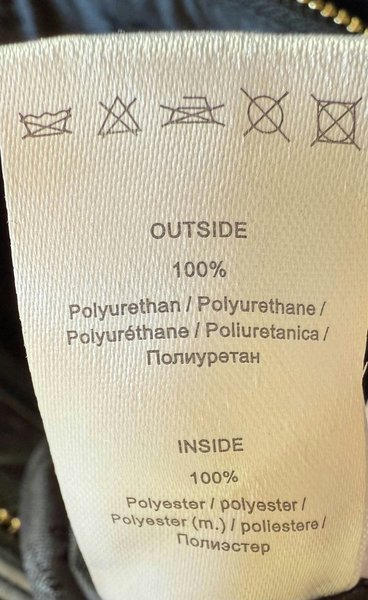 OUTSIDE
100%
Polyurethan / Polyurethane /
Polyuréthane / Poliuretanica /
Полиуретан
INSIDE
100%
Polyester / polyester /
Polyester (m.) / poliestere /
Полиэстер